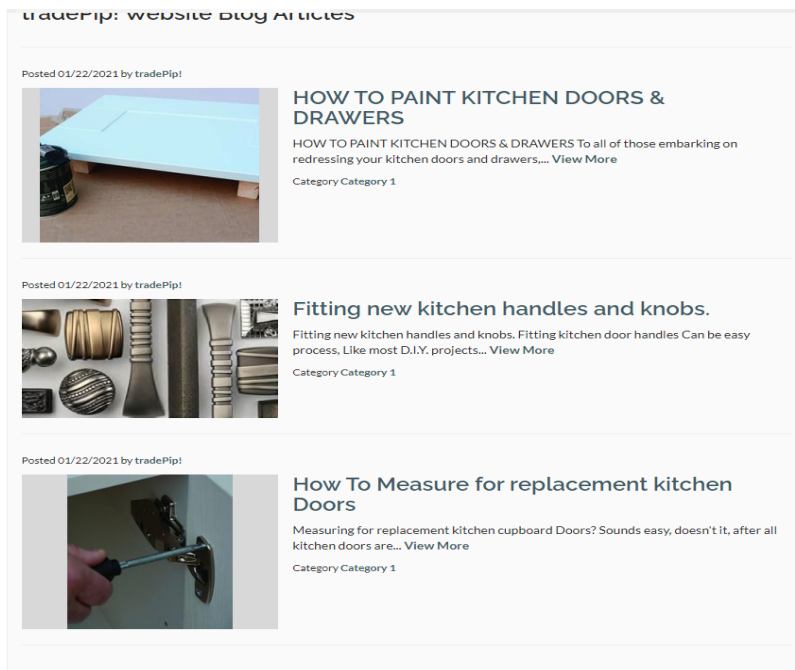 tradePip! Website Blog Articles
Posted 01/22/2021 by tradePip!
HOW TO PAINT KITCHEN DOORS &
DRAWERS
HOW TO PAINT KITCHEN DOORS & DRAWERS To all of those embarking on
redressing your kitchen doors and drawers,... View More
Category Category 1
Posted 01/22/2021 by tradePip!
Fitting new kitchen handles and knobs.
Fitting new kitchen handles and knobs. Fitting kitchen door handles Can be easy
process, Like most D.I.Y. projects... View More
Category Category 1
Posted 01/22/2021 by tradePip!
How To Measure for replacement kitchen
Doors
Measuring for replacement kitchen cupboard Doors? Sounds easy, doesn't it, after all
kitchen doors are... View More
Category Category 1